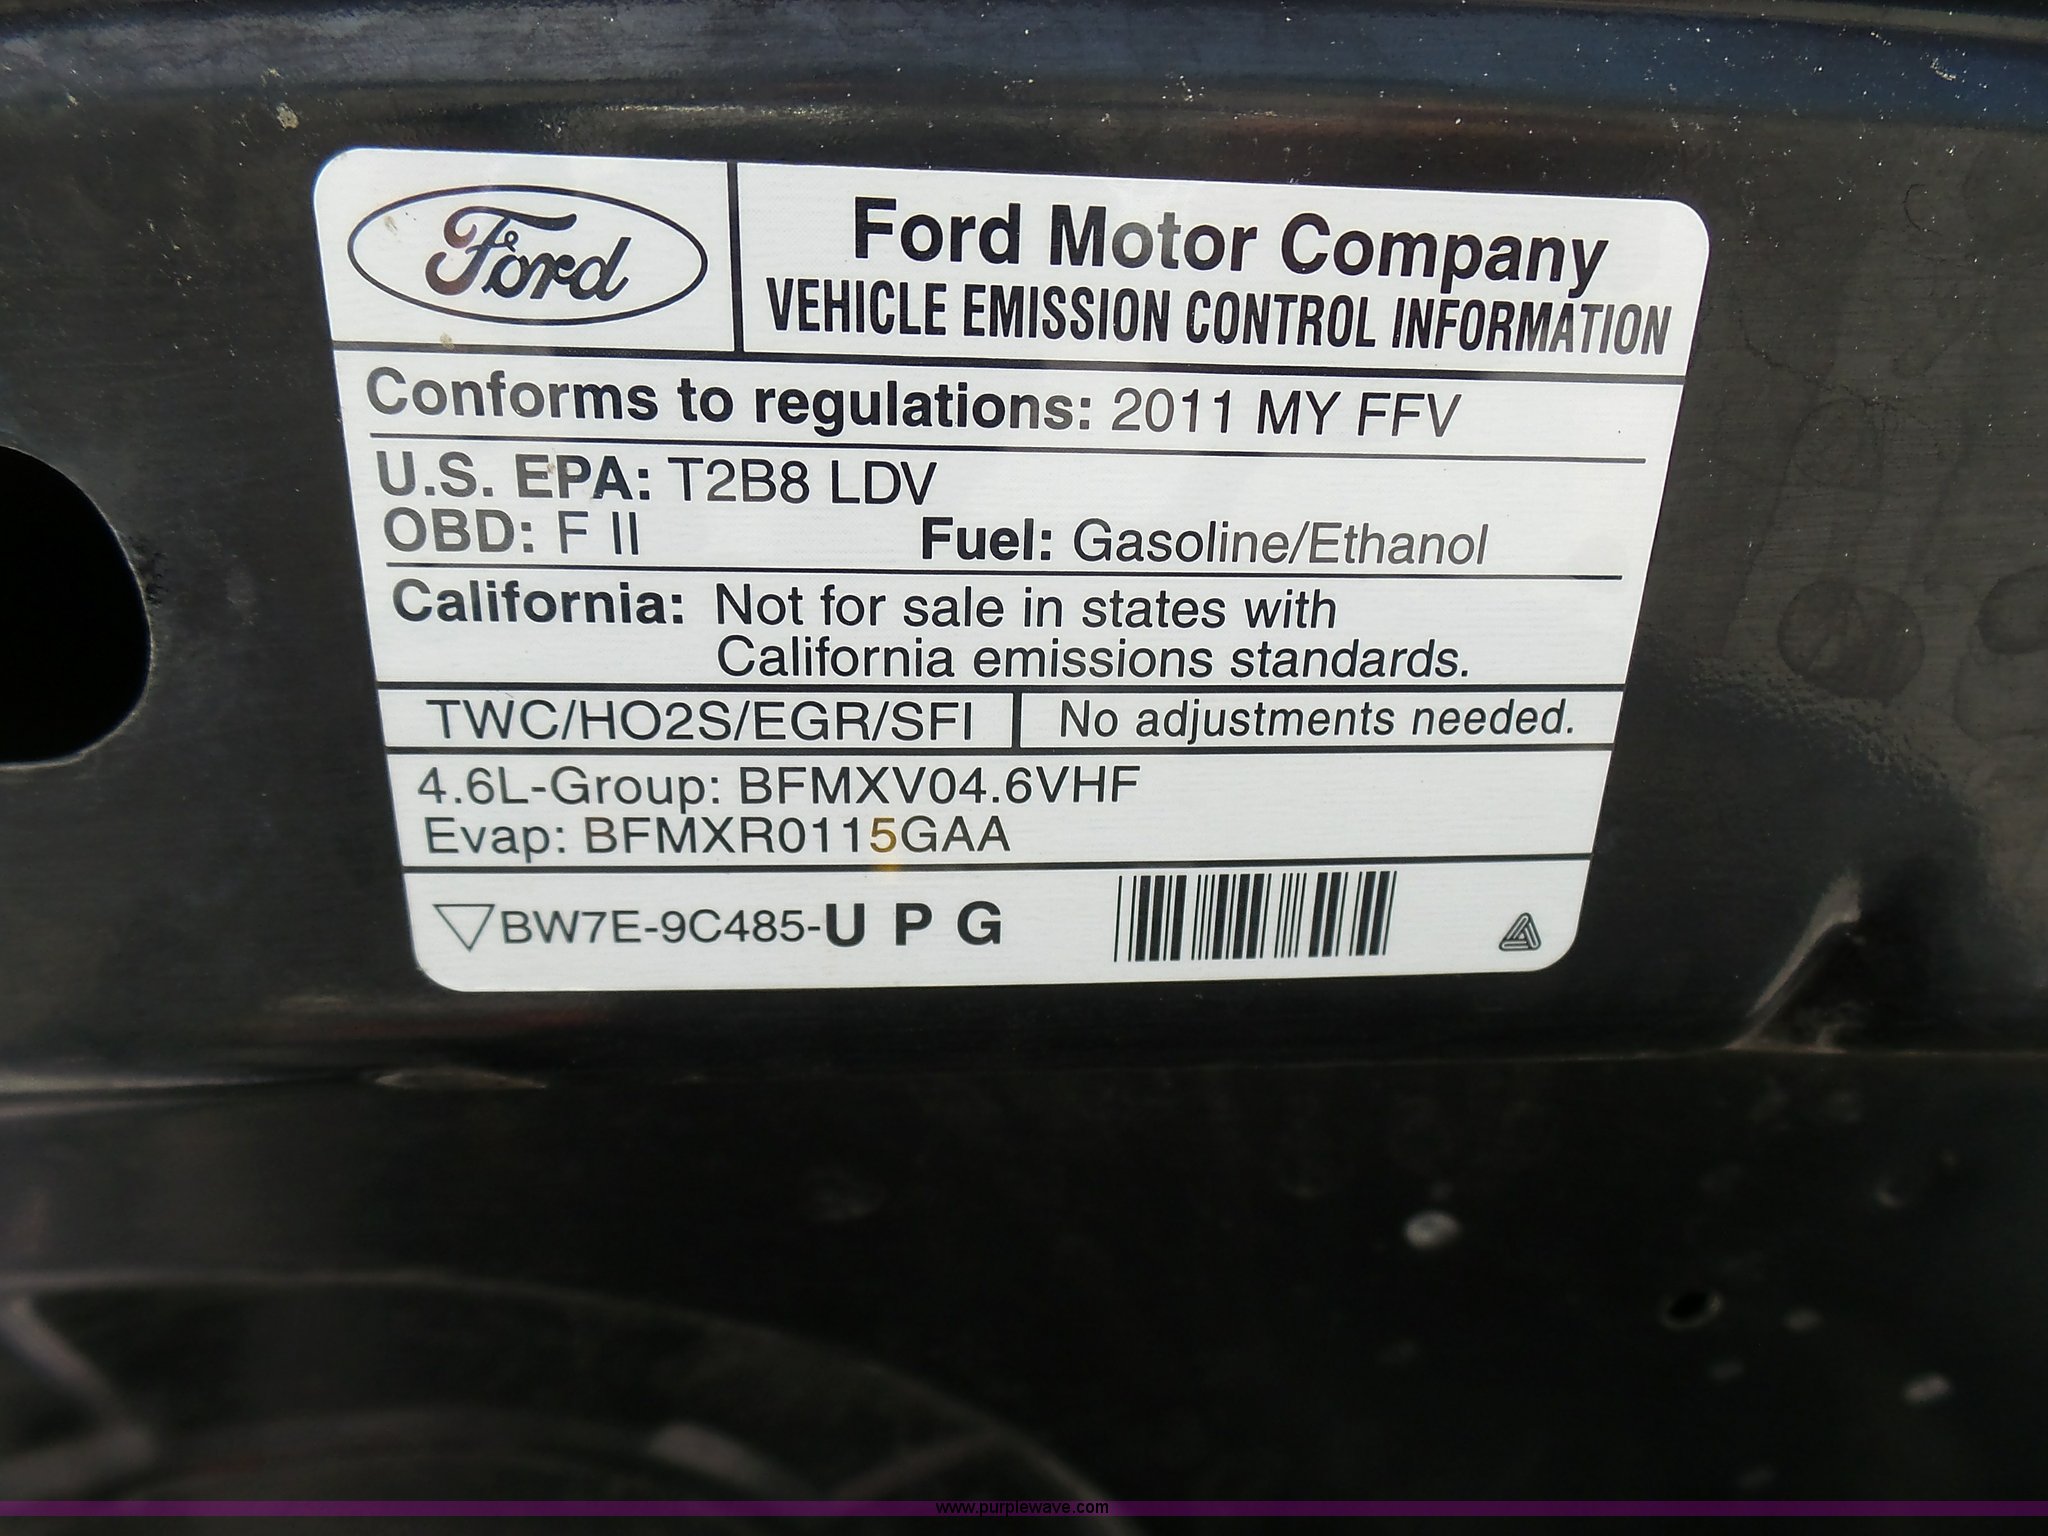 Ford
Ford Motor Company
VEHICLE EMISSION CONTROL INFORMATION
Conforms to regulations: 2011 MY FFV
U.S. EPA: T2B8 LDV
OBD: F II Fuel: Gasoline/Ethanol
California: Not for sale in states with
California emissions standards.
TWC/HO2S/EGR/SFI No adjustments needed.
4.6L-Group: BFMXV04.6VHF
Evap: BFMXR0115GAA
BW7E-9C485-U P G
www.purplewave.com